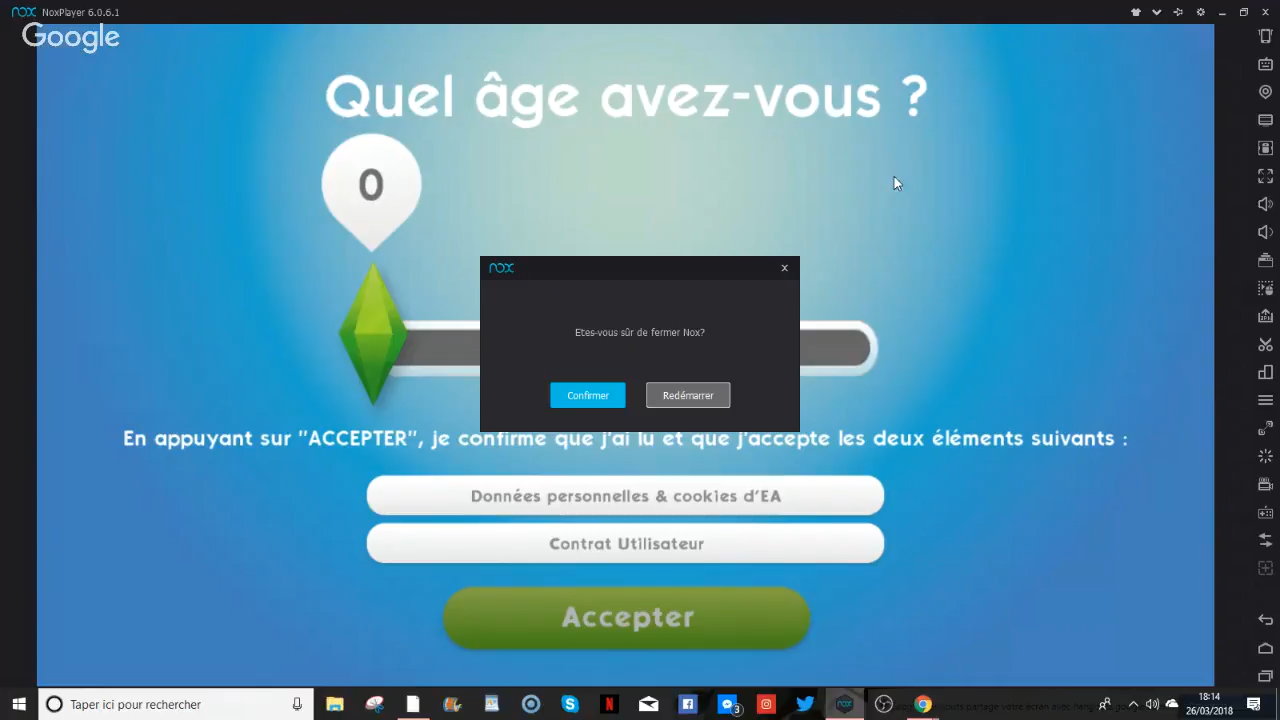 nox NoxPlayer 6.0.6.1
Google
Quel âge avez-vous ?
0
nox
Etes-vous sûr de fermer Nox?
Confirmer
Redémarrer
En appuyant sur "ACCEPTER", je confirme que j'ai lu et que j'accepte les deux éléments suivants :
Données personnelles & cookies d'EA
Contrat Utilisateur
Accepter
Taper ici pour rechercher
3
18:14
26/03/2018